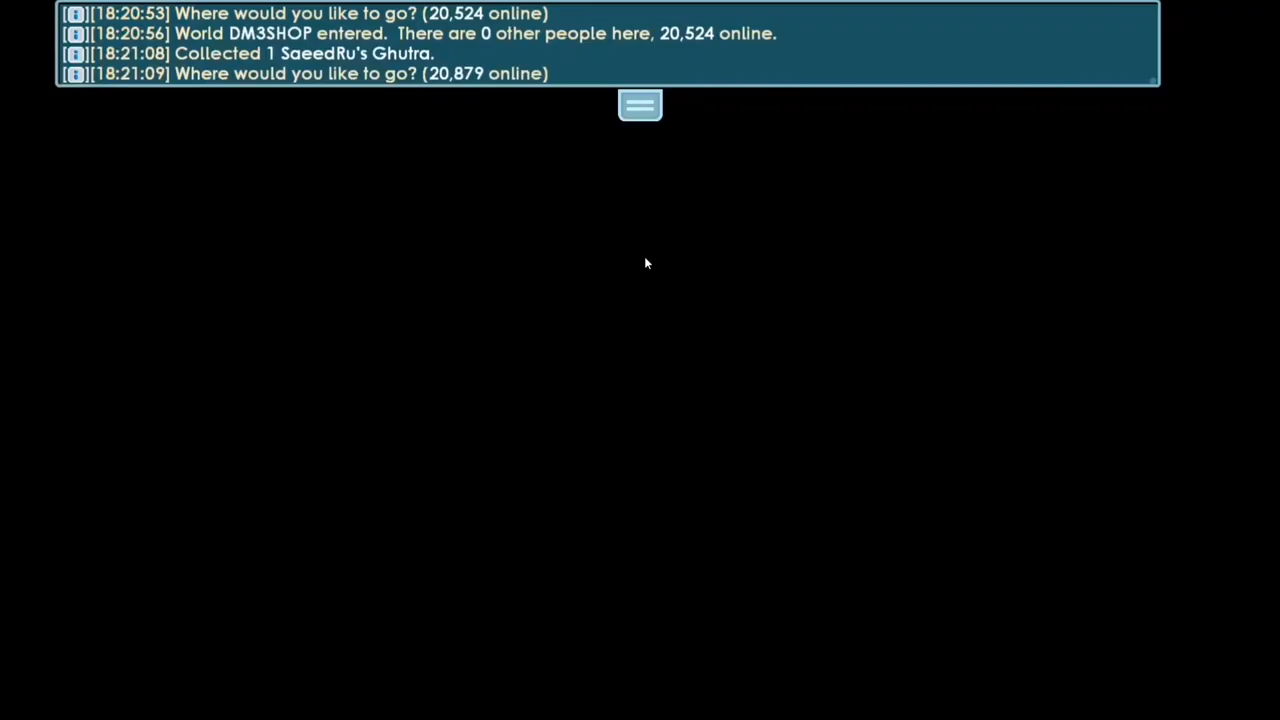 [i][18:20:53] Where would you like to go? (20,524 online)
[i][18:20:56] World DM3SHOP entered.  There are 0 other people here, 20,524 online.
[i][18:21:08] Collected 1 SaeedRu's Ghutra.
[i][18:21:09] Where would you like to go? (20,879 online)